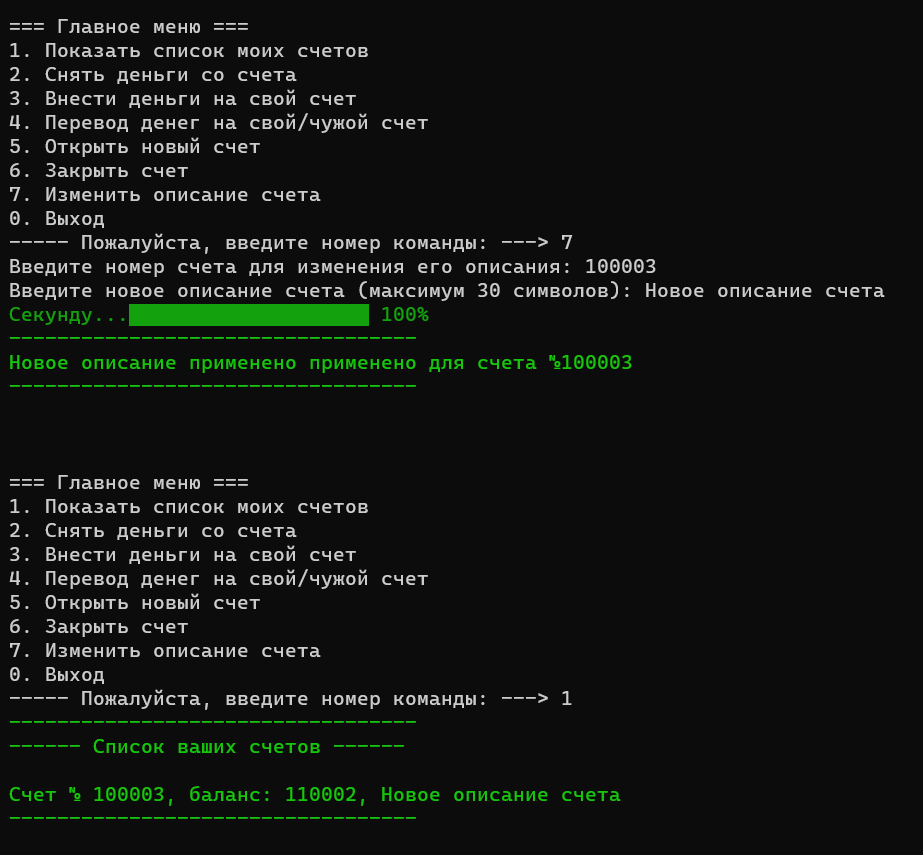 === Главное меню ===
1. Показать список моих счетов
2. Снять деньги со счета
3. Внести деньги на свой счет
4. Перевод денег на свой/чужой счет
5. Открыть новый счет
6. Закрыть счет
7. Изменить описание счета
0. Выход
----- Пожалуйста, введите номер команды: ---> 7
Введите номер счета для изменения его описания: 100003
Введите новое описание счета (максимум 30 символов): Новое описание счета
Секунду... 100%
----------------------------------
Новое описание применено применено для счета №100003
----------------------------------
=== Главное меню ===
1. Показать список моих счетов
2. Снять деньги со счета
3. Внести деньги на свой счет
4. Перевод денег на свой/чужой счет
5. Открыть новый счет
6. Закрыть счет
7. Изменить описание счета
0. Выход
----- Пожалуйста, введите номер команды: ---> 1
----------------------------------
------ Список ваших счетов ------
Счет № 100003, баланс: 110002, Новое описание счета
----------------------------------